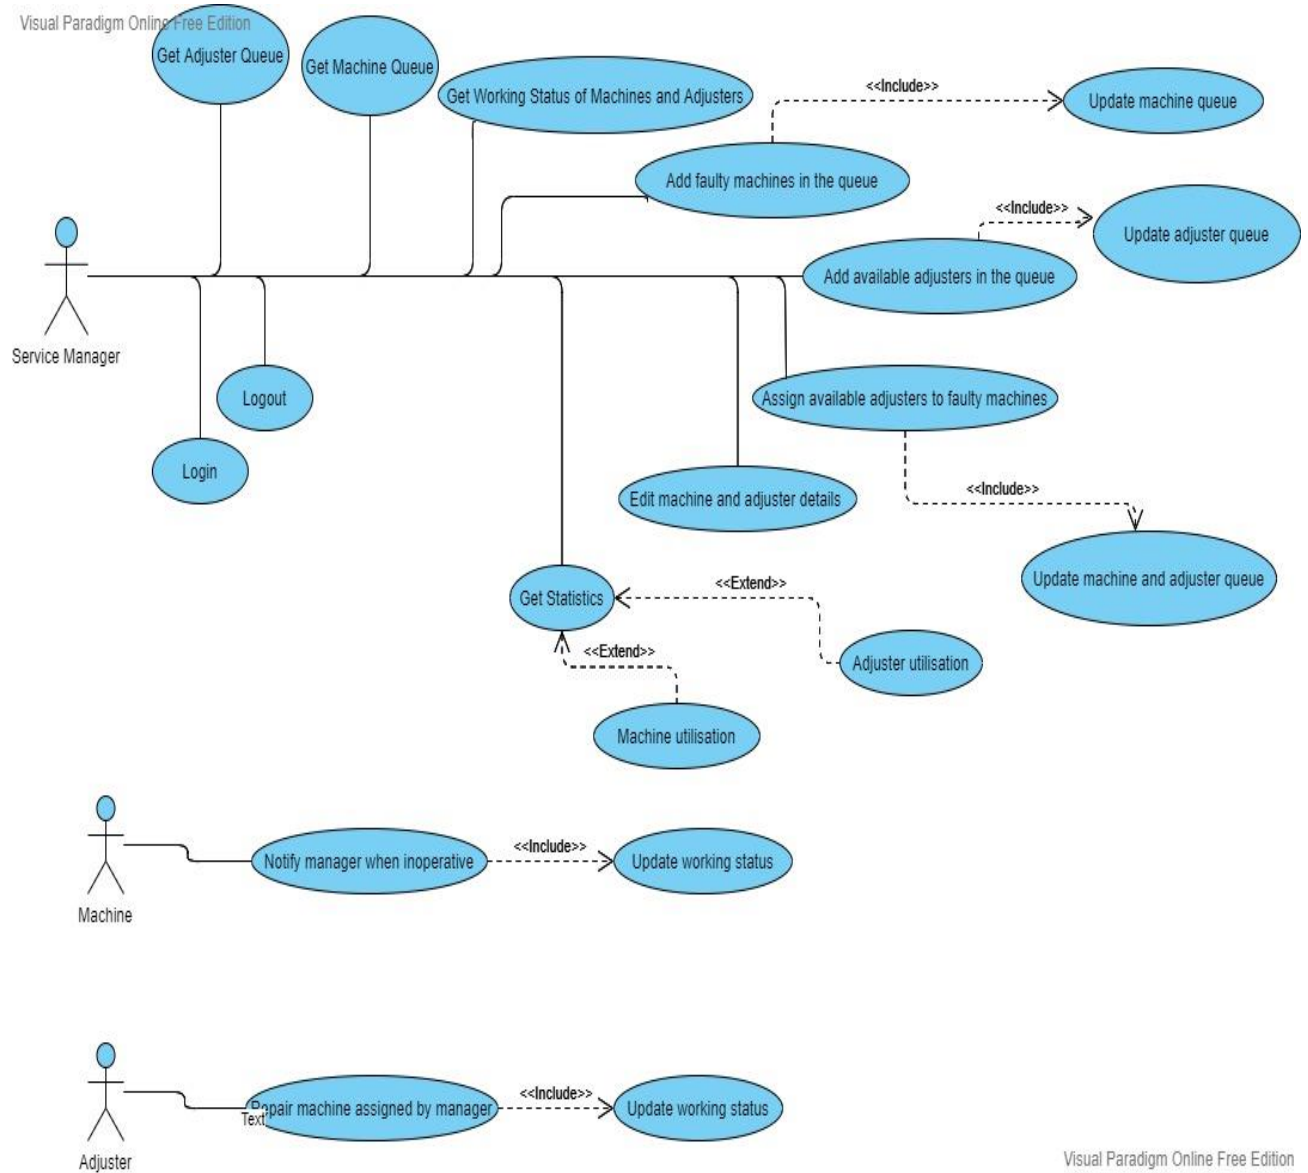 Visual Paradigm Online Free Edition
Get Adjuster Queue
Get Machine Queue
Get Working Status of Machines and Adjusters
<<Include>>
Update machine queue
Add faulty machines in the queue
<<Include>>
Update adjuster queue
Add available adjusters in the queue
Service Manager
Logout
Assign available adjusters to faulty machines
Login
Edit machine and adjuster details
<<Include>>
Update machine and adjuster queue
Get Statistics
<<Extend>>
<<Extend>>
Adjuster utilisation
Machine utilisation
Notify manager when inoperative
<<Include>>
Update working status
Machine
Repair machine assigned by manager
Text
<<Include>>
Update working status
Adjuster
Visual Paradigm Online Free Edition